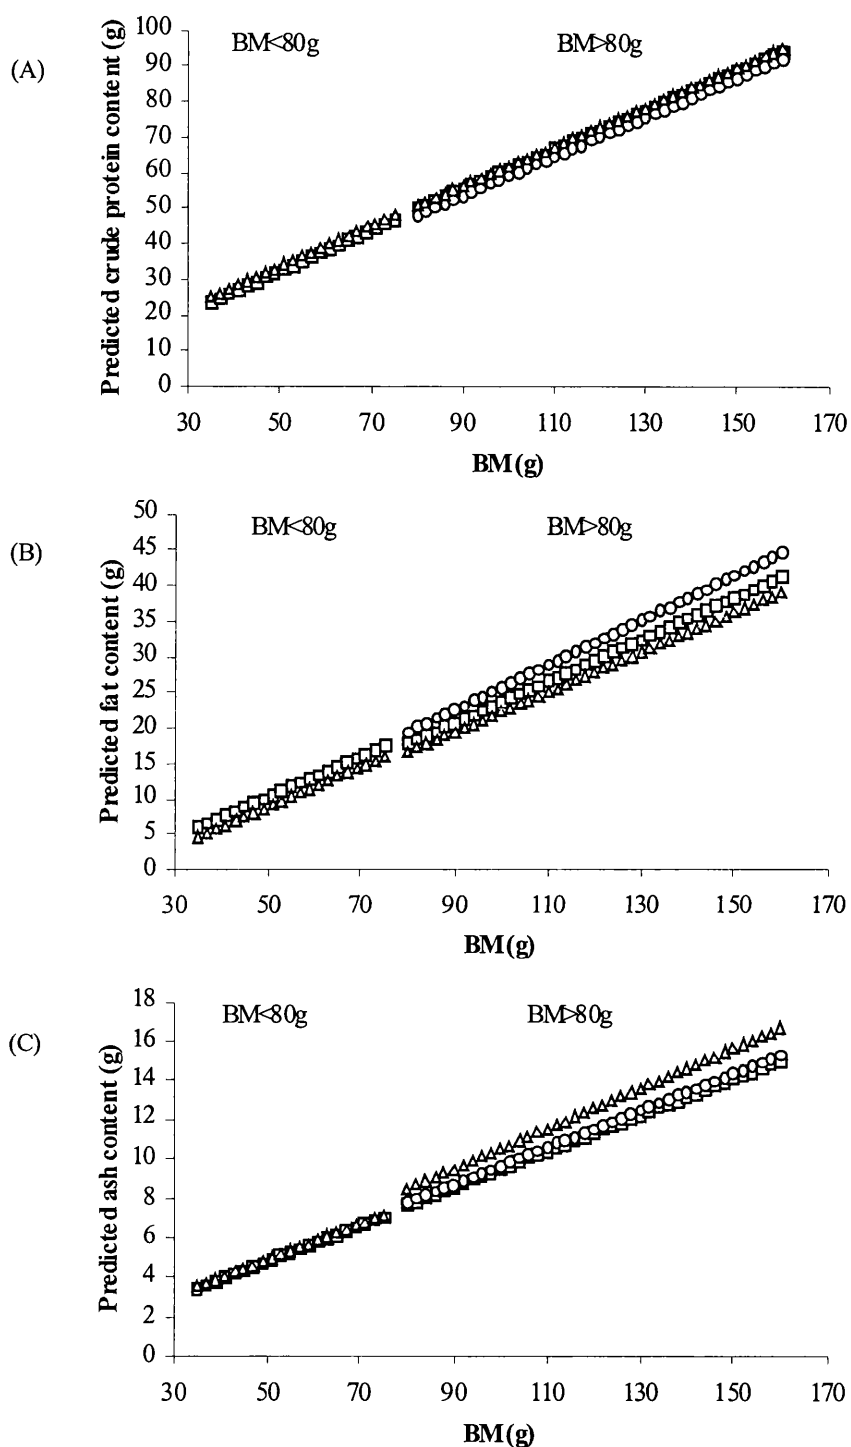 (A)
Predicted crude protein content (g)
100
90
80
70
60
50
40
30
20
10
0
BM<80g
BM>80g
30 50 70 90 110 130 150 170
BM (g)
(B)
Predicted fat content (g)
50
45
40
35
30
25
20
15
10
5
0
BM<80g
BM>80g
30 50 70 90 110 130 150 170
BM (g)
(C)
Predicted ash content (g)
18
16
14
12
10
8
6
4
2
0
BM<80g
BM>80g
30 50 70 90 110 130 150 170
BM (g)